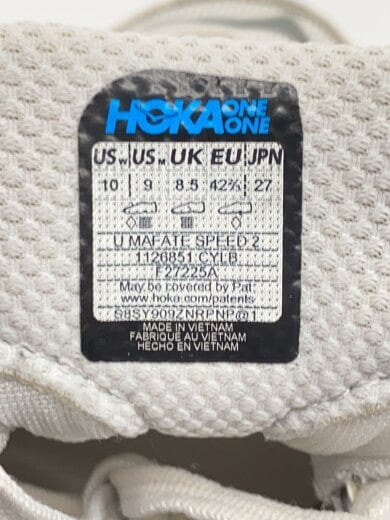 HOKA ONE ONE
US W US M UK EU JPN
10 9 8.5 42⅔ 27
U MAFATE SPEED 2
1126851 CYLB
F27225A
May be covered by Pat.
www.hoka.com/patents
S8SY909ZNRPNP@1
MADE IN VIETNAM
FABRIQUÉ AU VIETNAM
HECHO EN VIETNAM